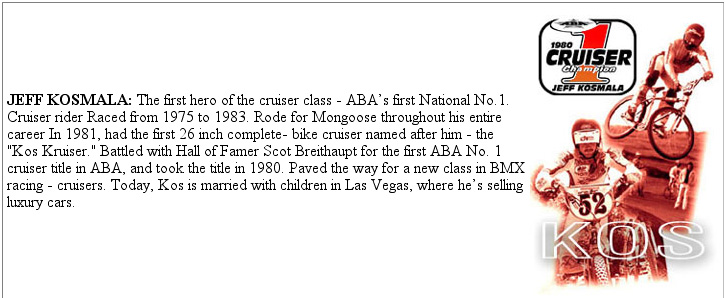 JEFF KOSMALA: The first hero of the cruiser class - ABA's first National No.1.
Cruiser rider Raced from 1975 to 1983. Rode for Mongoose throughout his entire
career In 1981, had the first 26 inch complete- bike cruiser named after him - the
"Kos Kruiser." Battled with Hall of Famer Scot Breithaupt for the first ABA No. 1
cruiser title in ABA, and took the title in 1980. Paved the way for a new class in BMX
racing - cruisers. Today, Kos is married with children in Las Vegas, where he's selling
luxury cars.
ABA
1980
1
CRUISER
Champion
JEFF KOSMALA
52
KOS